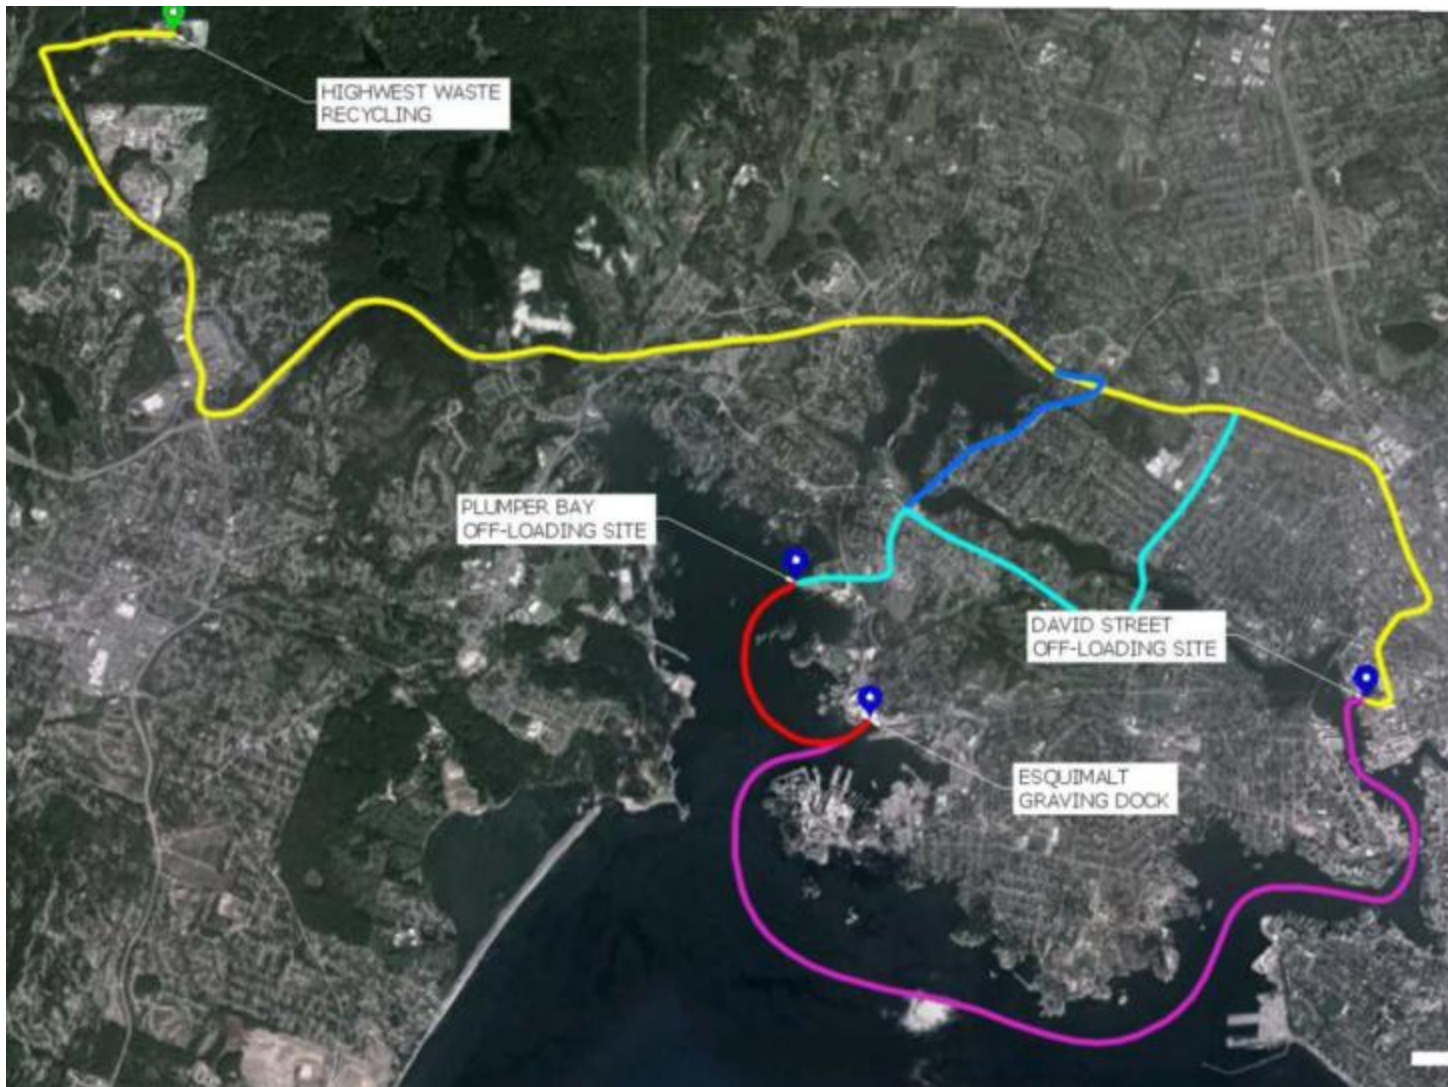 HIGHWEST WASTE
RECYCLING
PLUMPER BAY
OFF-LOADING SITE
DAVID STREET
OFF-LOADING SITE
ESQUIMALT
GRAVING DOCK